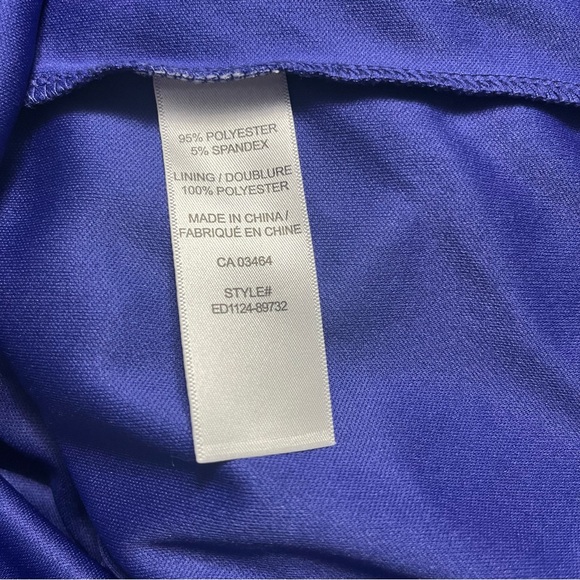 95% POLYESTER
5% SPANDEX
LINING / DOUBLURE
100% POLYESTER
MADE IN CHINA /
FABRIQUÉ EN CHINE
CA 03464
STYLE#
ED1124-89732